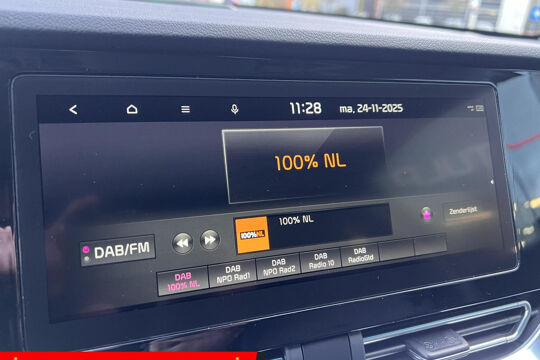 11:28 ma, 24-11-2025
100% NL
100% NL
100%NL
DAB/FM
Zenderlijst
DAB
100% NL
DAB
NPO Rad1
DAB
NPO Rad2
DAB
Radio 10
DAB
RadioGld